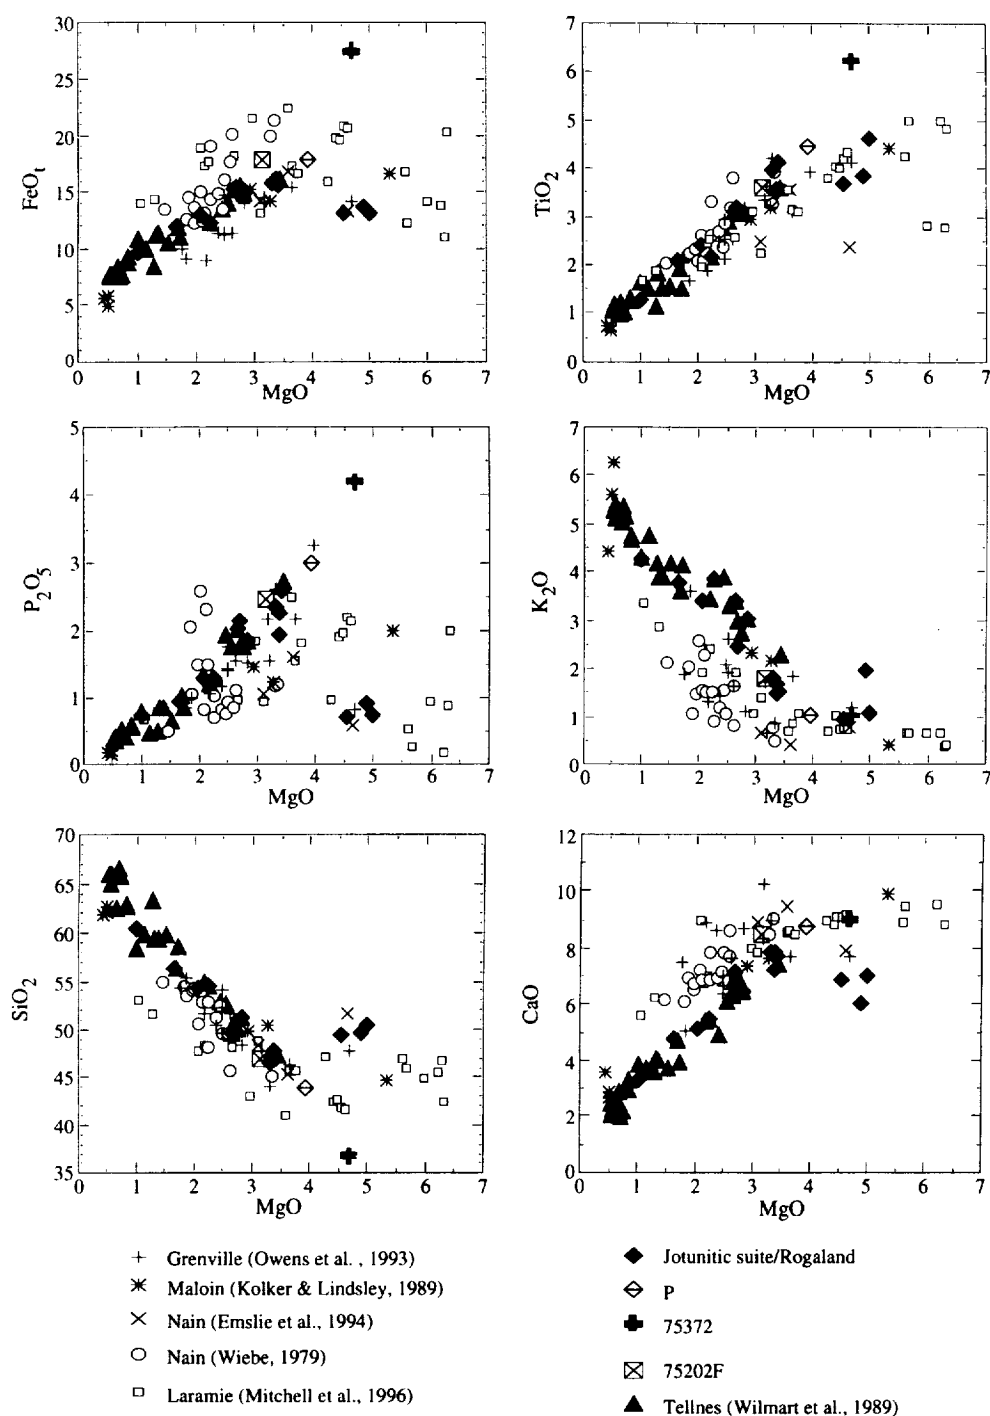 30
25
20
15
10
5
0
FeOt
0 1 2 3 4 5 6 7
MgO
7
6
5
4
3
2
1
0
TiO2
0 1 2 3 4 5 6 7
MgO
5
4
3
2
1
0
P2O5
0 1 2 3 4 5 6 7
MgO
7
6
5
4
3
2
1
0
K2O
0 1 2 3 4 5 6 7
MgO
70
65
60
55
50
45
40
35
SiO2
0 1 2 3 4 5 6 7
MgO
12
10
8
6
4
2
0
CaO
0 1 2 3 4 5 6 7
MgO
Grenville (Owens et al. , 1993)
Maloin (Kolker & Lindsley, 1989)
Nain (Emslie et al., 1994)
Nain (Wiebe, 1979)
Laramie (Mitchell et al., 1996)
Jotunitic suite/Rogaland
P
75372
75202F
Tellnes (Wilmart et al., 1989)